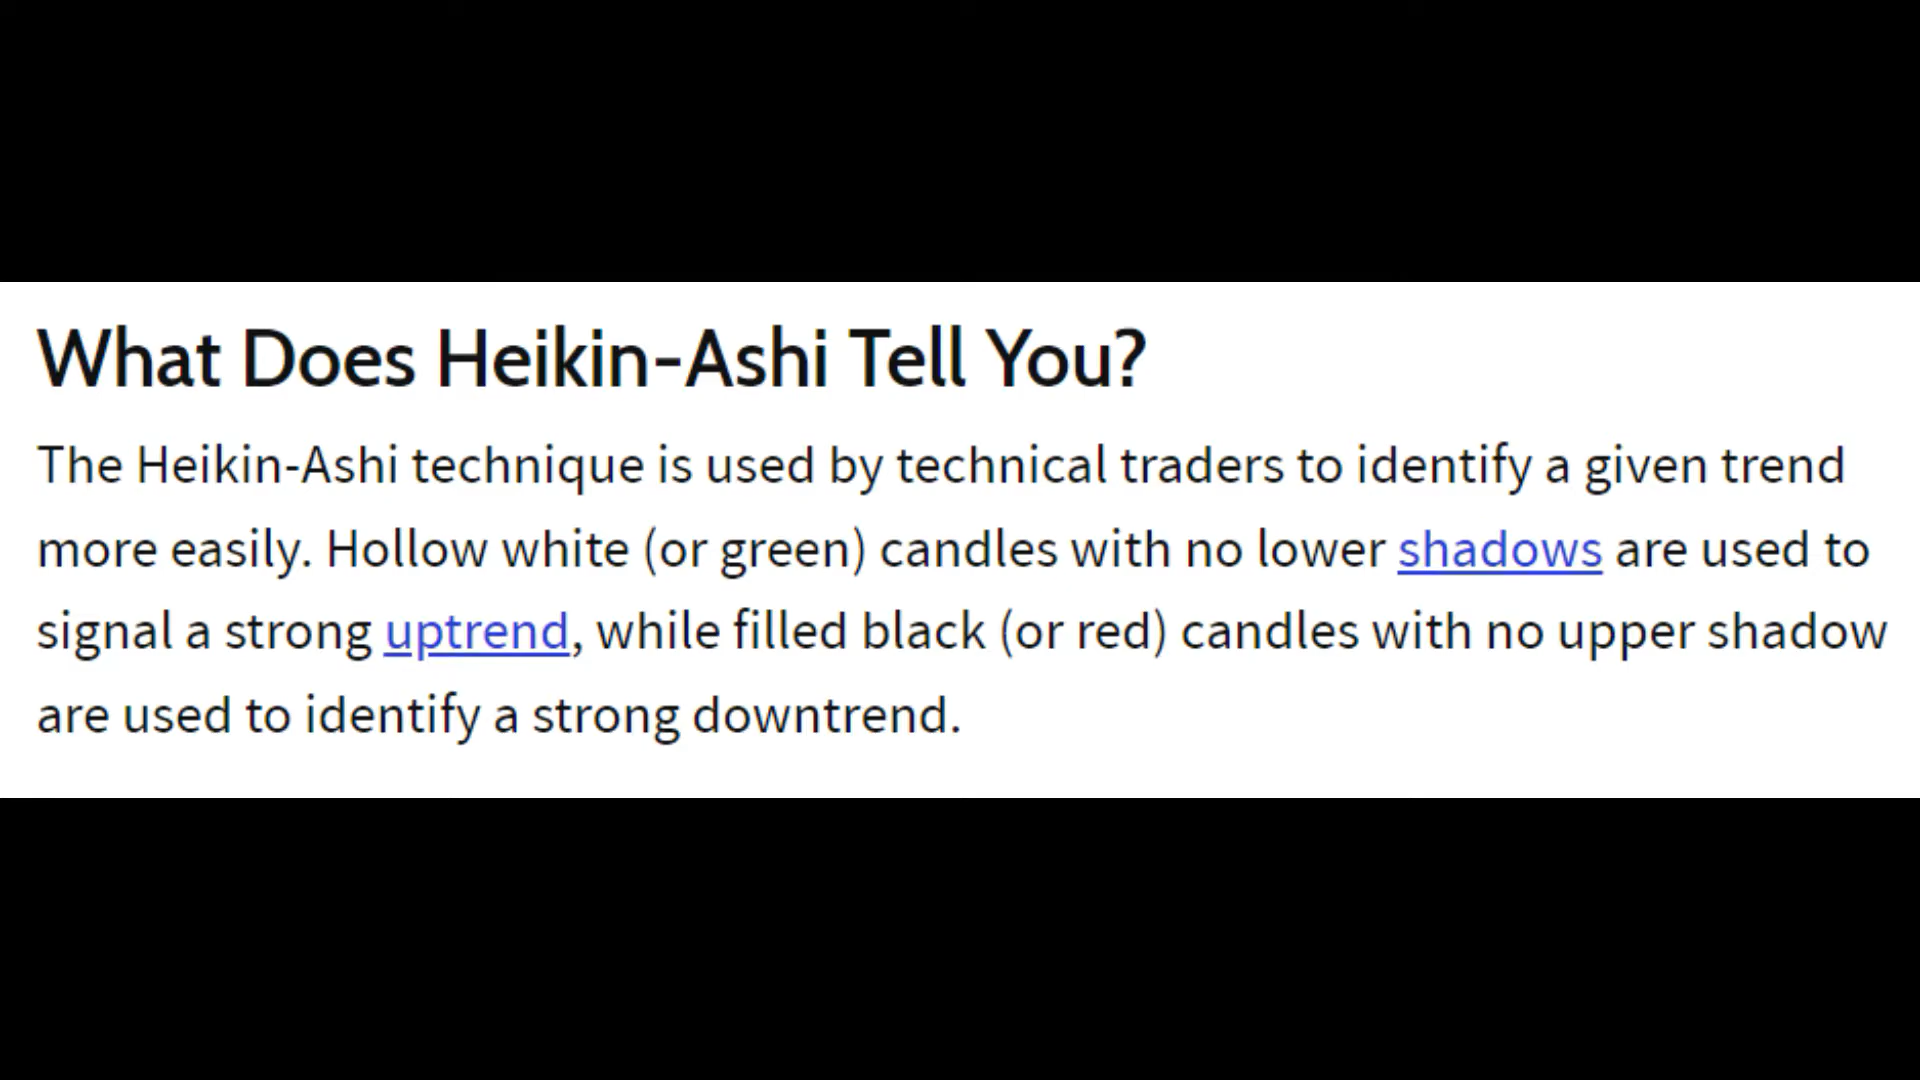 What Does Heikin-Ashi Tell You?
The Heikin-Ashi technique is used by technical traders to identify a given trend
more easily. Hollow white (or green) candles with no lower shadows are used to
signal a strong uptrend, while filled black (or red) candles with no upper shadow
are used to identify a strong downtrend.